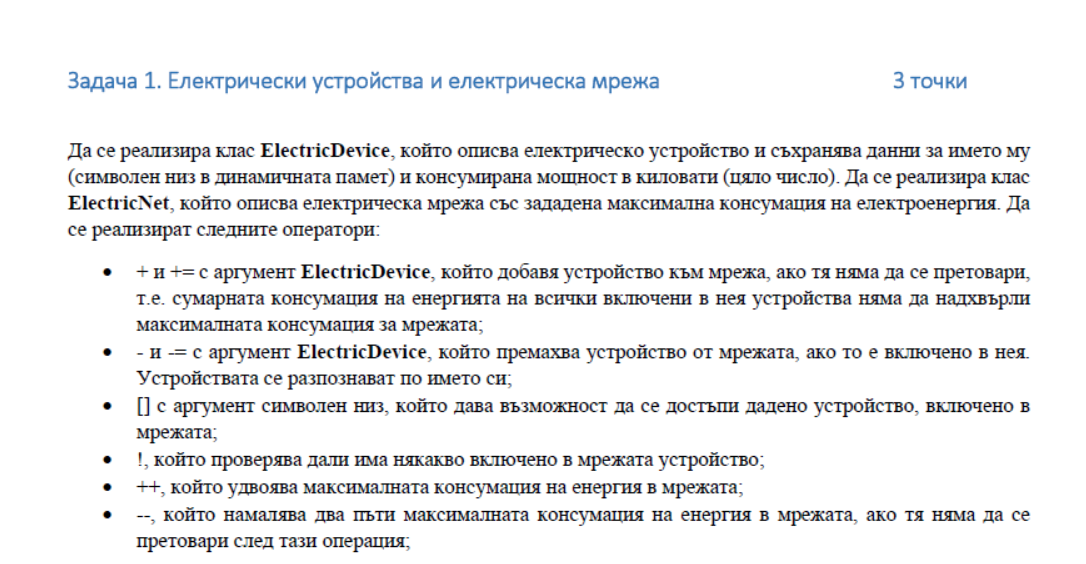 Задача 1. Електрически устройства и електрическа мрежа 3 точки
Да се реализира клас ElectricDevice, който описва електрическо устройство и съхранява данни за името му
(символен низ в динамичната памет) и консумирана мощност в киловати (цяло число). Да се реализира клас
ElectricNet, който описва електрическа мрежа със зададена максимална консумация на електроенергия. Да
се реализират следните оператори:
• + и += с аргумент ElectricDevice, който добавя устройство към мрежа, ако тя няма да се претовари,
т.е. сумарната консумация на енергията на всички включени в нея устройства няма да надхвърли
максималната консумация за мрежата;
• - и -= с аргумент ElectricDevice, който премахва устройство от мрежата, ако то е включено в нея.
Устройствата се разпознават по името си;
• [] с аргумент символен низ, който дава възможност да се достъпи дадено устройство, включено в
мрежата;
• !, който проверява дали има някакво включено в мрежата устройство;
• ++, който удвоява максималната консумация на енергия в мрежата;
• --, който намалява два пъти максималната консумация на енергия в мрежата, ако тя няма да се
претовари след тази операция;